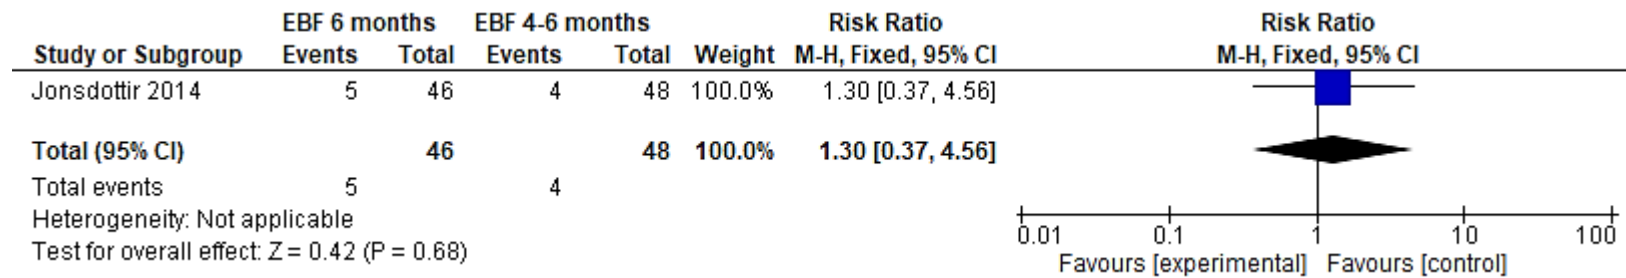 EBF 6 months EBF 4-6 months Risk Ratio Risk Ratio
Study or Subgroup Events Total Events Total Weight M-H, Fixed, 95% CI M-H, Fixed, 95% CI
Jonsdottir 2014 5 46 4 48 100.0% 1.30 [0.37, 4.56]
Total (95% CI) 46 48 100.0% 1.30 [0.37, 4.56]
Total events 5 4
Heterogeneity: Not applicable
Test for overall effect: Z = 0.42 (P = 0.68)
0.01 0.1 1 10 100
Favours [experimental] Favours [control]